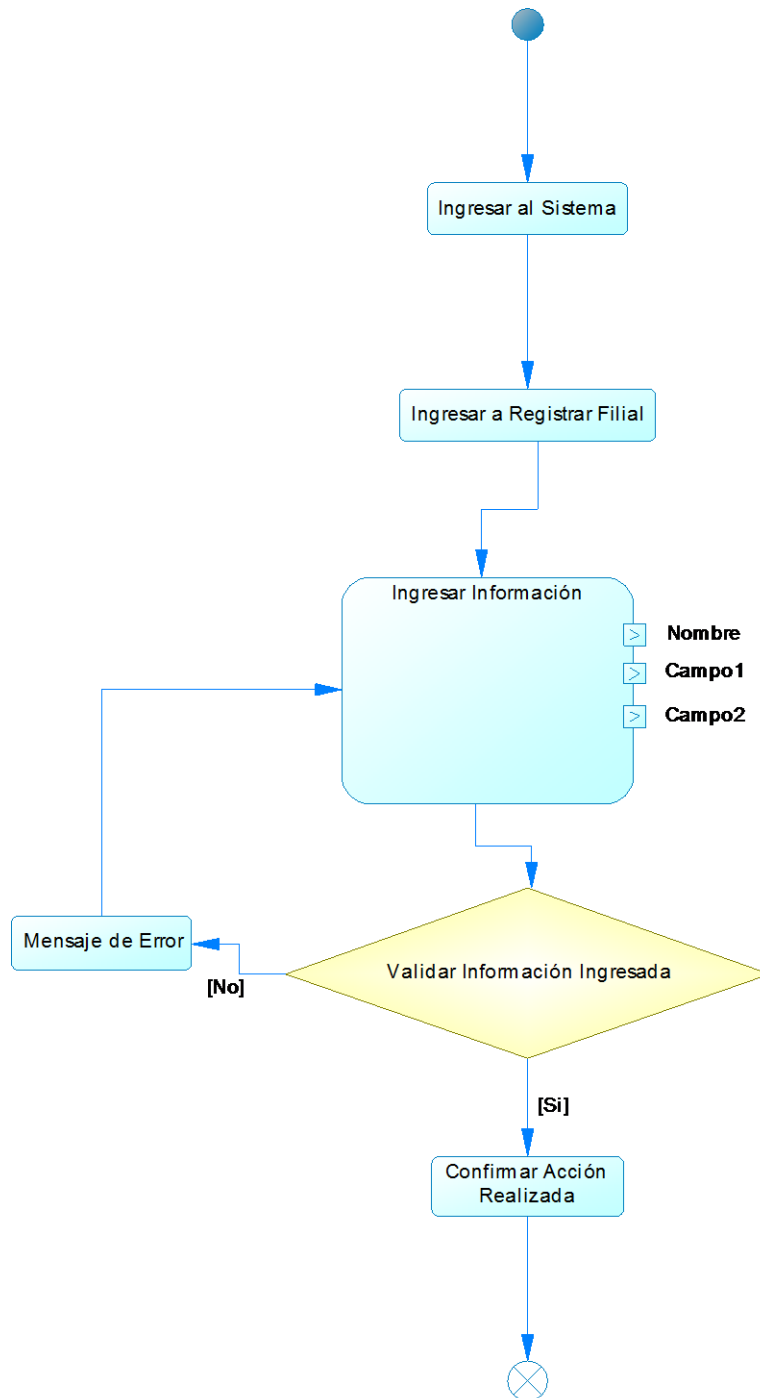 Ingresar al Sistema
Ingresar a Registrar Filial
Ingresar Información
Nombre
Campo1
Campo2
Mensaje de Error
Validar Información Ingresada
[No]
[Si]
Confirmar Acción
Realizada